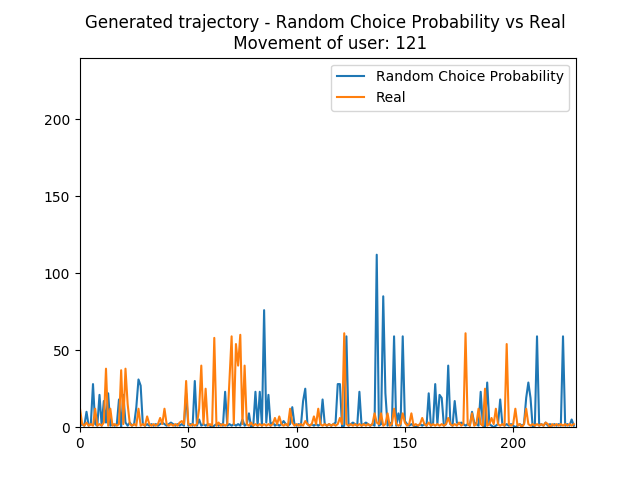 Generated trajectory - Random Choice Probability vs Real
Movement of user: 121
Random Choice Probability
Real
200
150
100
50
0
0 50 100 150 200